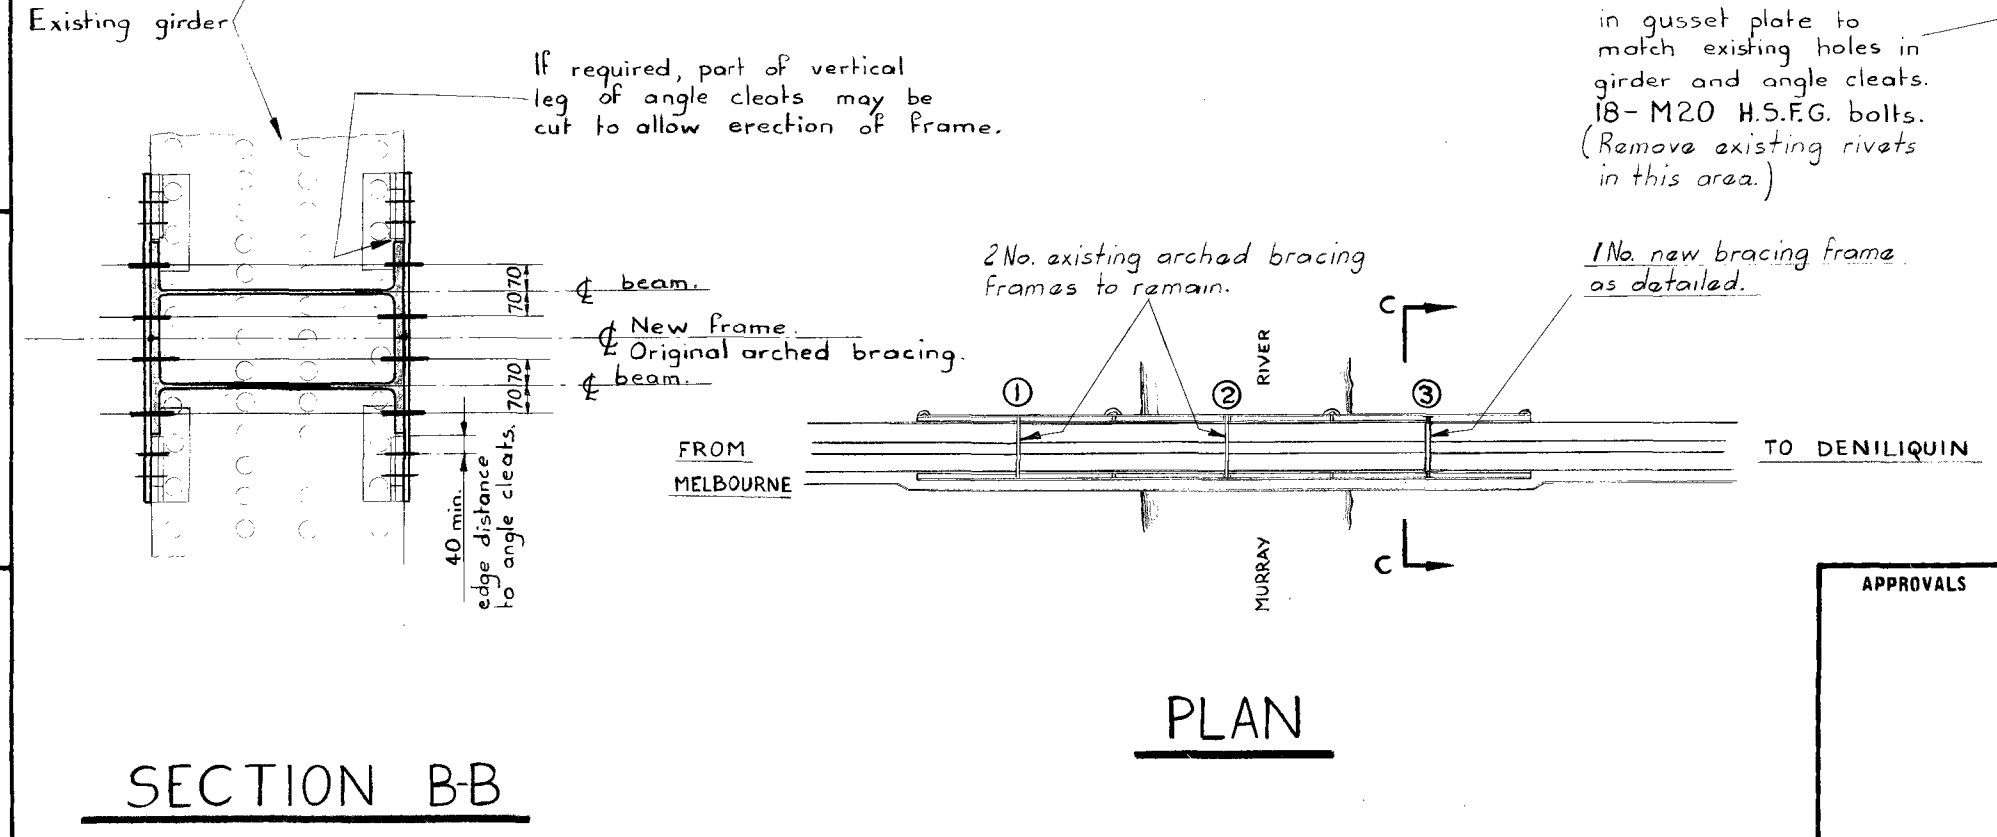 Existing girder
If required, part of vertical
leg of angle cleats may be
cut to allow erection of frame.
in gusset plate to
match existing holes in
girder and angle cleats.
18- M20 H.S.F.G. bolts.
(Remove existing rivets
in this area.)
70
70
℄ beam.
℄ New frame.
Original arched bracing.
70
70
℄ beam.
40 min.
edge distance
to angle cleats.
SECTION B-B
2 No. existing arched bracing
frames to remain.
1 No. new bracing frame
as detailed.
C
RIVER
1
2
3
FROM
MELBOURNE
TO DENILIQUIN
MURRAY
C
PLAN
APPROVALS